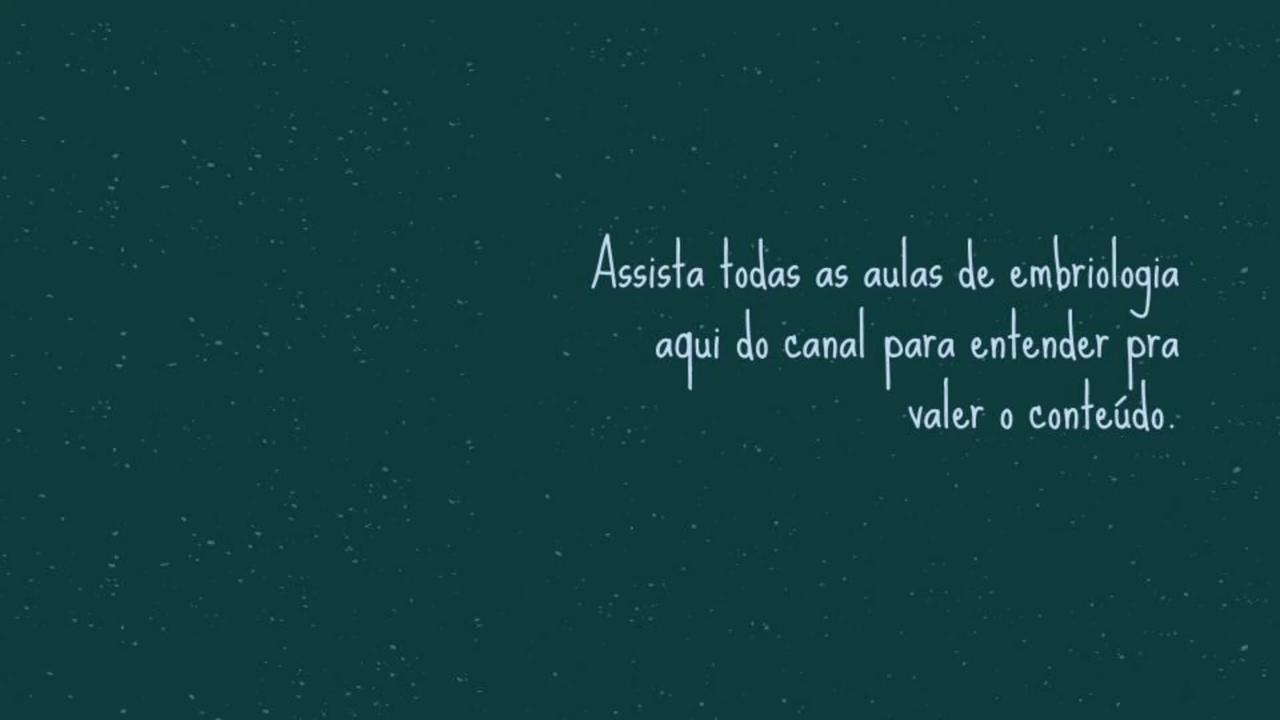 Assista todas as aulas de embriologia
aqui do canal para entender pra
valer o conteúdo.